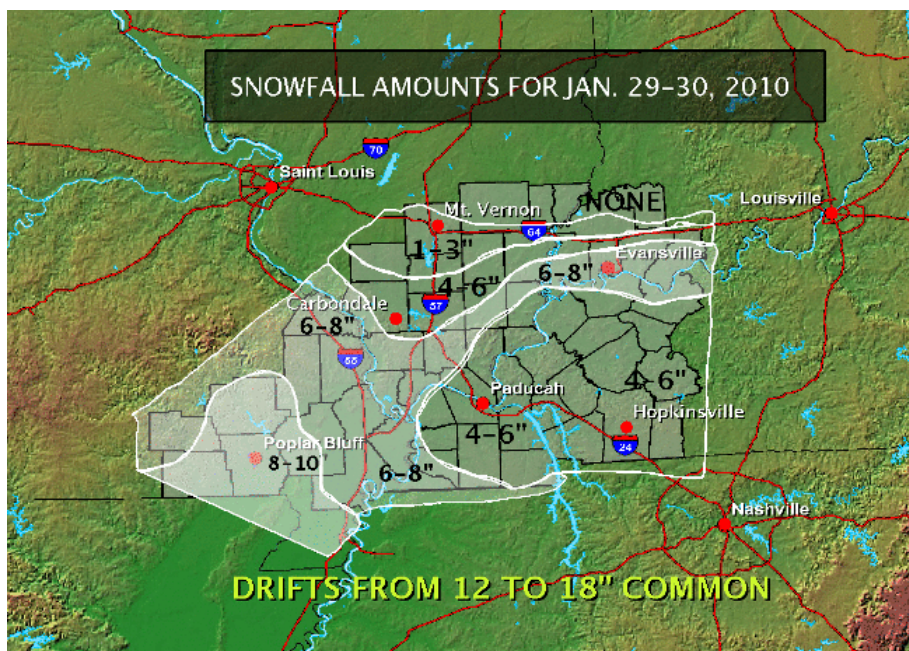 SNOWFALL AMOUNTS FOR JAN. 29-30, 2010
70
Saint Louis
NONE
Louisville
Mt. Vernon
64
1-3"
Evansville
6-8"
4-6"
Carbondale
57
6-8"
55
4-6"
Paducah
Hopkinsville
4-6"
24
Poplar Bluff
8-10"
6-8"
Nashville
DRIFTS FROM 12 TO 18" COMMON